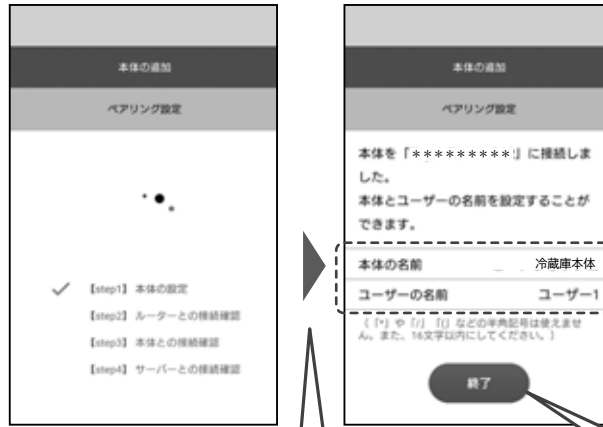 本体の追加
ペアリング設定
【step1】 本体の設定
【step2】 ルーターとの接続確認
【step3】 本体との接続確認
【step4】 サーバーとの接続確認
本体の追加
ペアリング設定
本体を「*********」に接続しま
した。
本体とユーザーの名前を設定することが
できます。
本体の名前 冷蔵庫本体
ユーザーの名前 ユーザー1
(「*」や「/」「(」などの半角記号は使えませ
ん。また、16文字以内にしてください。)
終了